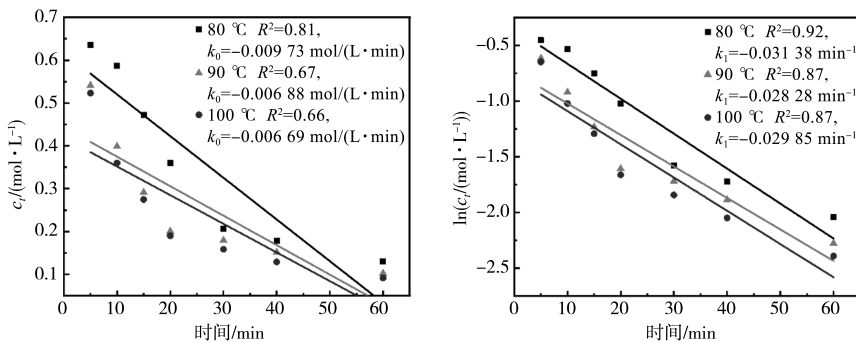 0.7
0.6
0.5
0.4
0.3
0.2
0.1
0 10 20 30 40 50 60
c_t/(mol·L⁻¹)
时间/min
80 ℃ R²=0.81,
k₀=−0.009 73 mol/(L·min)
90 ℃ R²=0.67,
k₀=−0.006 88 mol/(L·min)
100 ℃ R²=0.66,
k₀=−0.006 69 mol/(L·min)
−0.5
−1.0
−1.5
−2.0
−2.5
0 10 20 30 40 50 60
ln(c_t/(mol·L⁻¹))
时间/min
80 ℃ R²=0.92,
k₁=−0.031 38 min⁻¹
90 ℃ R²=0.87,
k₁=−0.028 28 min⁻¹
100 ℃ R²=0.87,
k₁=−0.029 85 min⁻¹